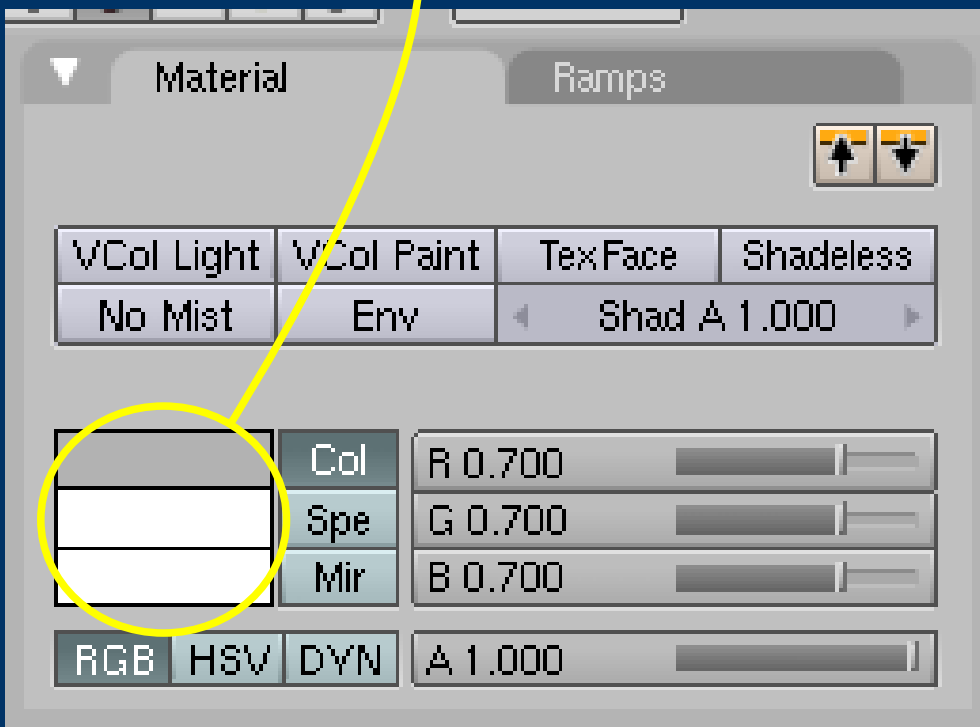 Material Ramps
VCol Light VCol Paint TexFace Shadeless
No Mist Env Shad A 1.000
Col R 0.700
Spe G 0.700
Mir B 0.700
RGB HSV DYN A 1.000